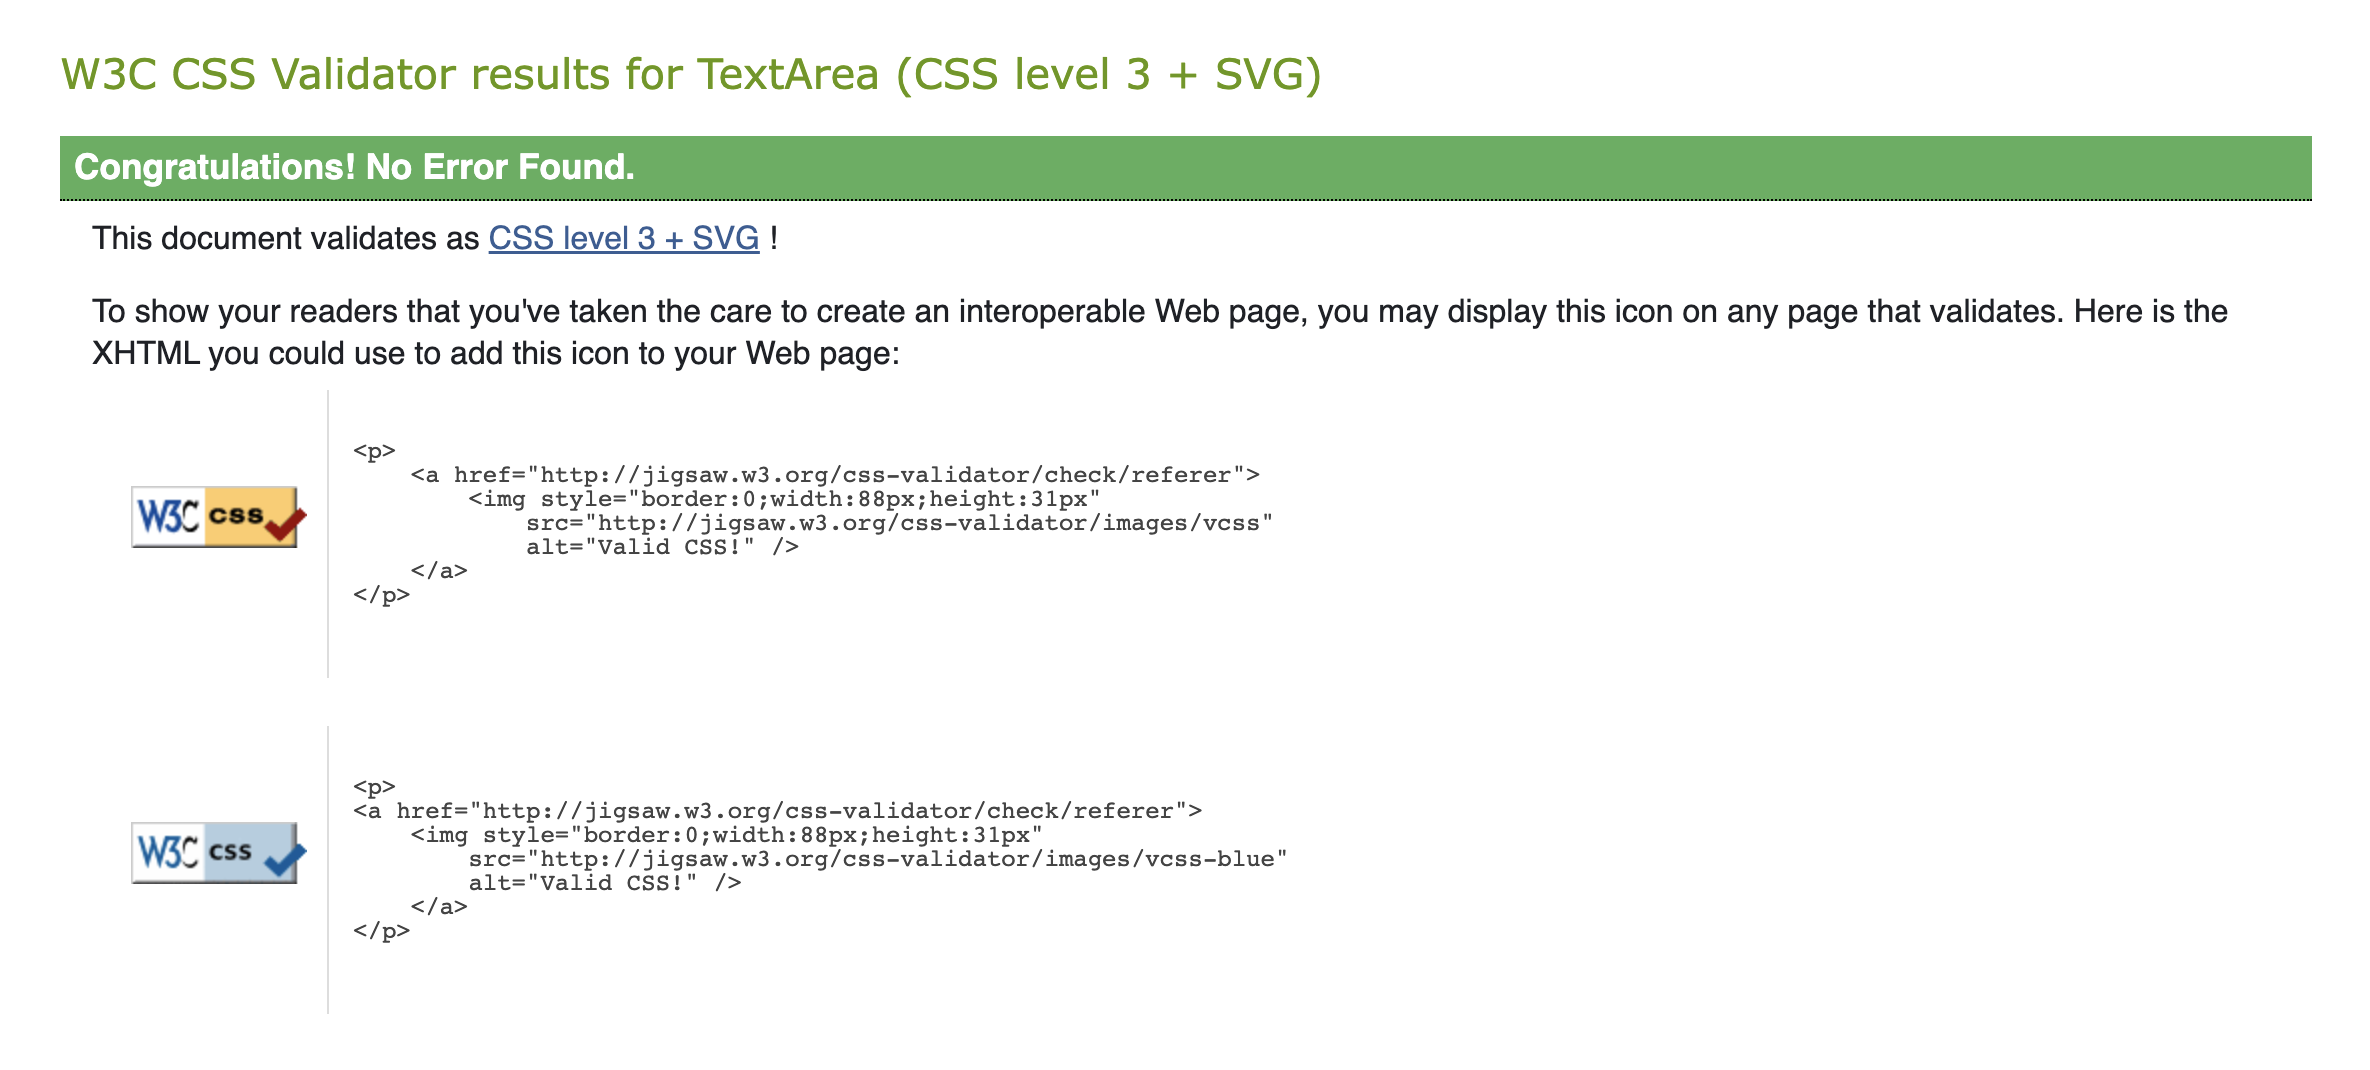 W3C CSS Validator results for TextArea (CSS level 3 + SVG)
Congratulations! No Error Found.
This document validates as CSS level 3 + SVG !
To show your readers that you've taken the care to create an interoperable Web page, you may display this icon on any page that validates. Here is the
XHTML you could use to add this icon to your Web page:
W3C css
<p>
    <a href="http://jigsaw.w3.org/css-validator/check/referer">
        <img style="border:0;width:88px;height:31px"
            src="http://jigsaw.w3.org/css-validator/images/vcss"
            alt="Valid CSS!" />
    </a>
</p>
W3C css
<p>
<a href="http://jigsaw.w3.org/css-validator/check/referer">
    <img style="border:0;width:88px;height:31px"
        src="http://jigsaw.w3.org/css-validator/images/vcss-blue"
        alt="Valid CSS!" />
    </a>
</p>